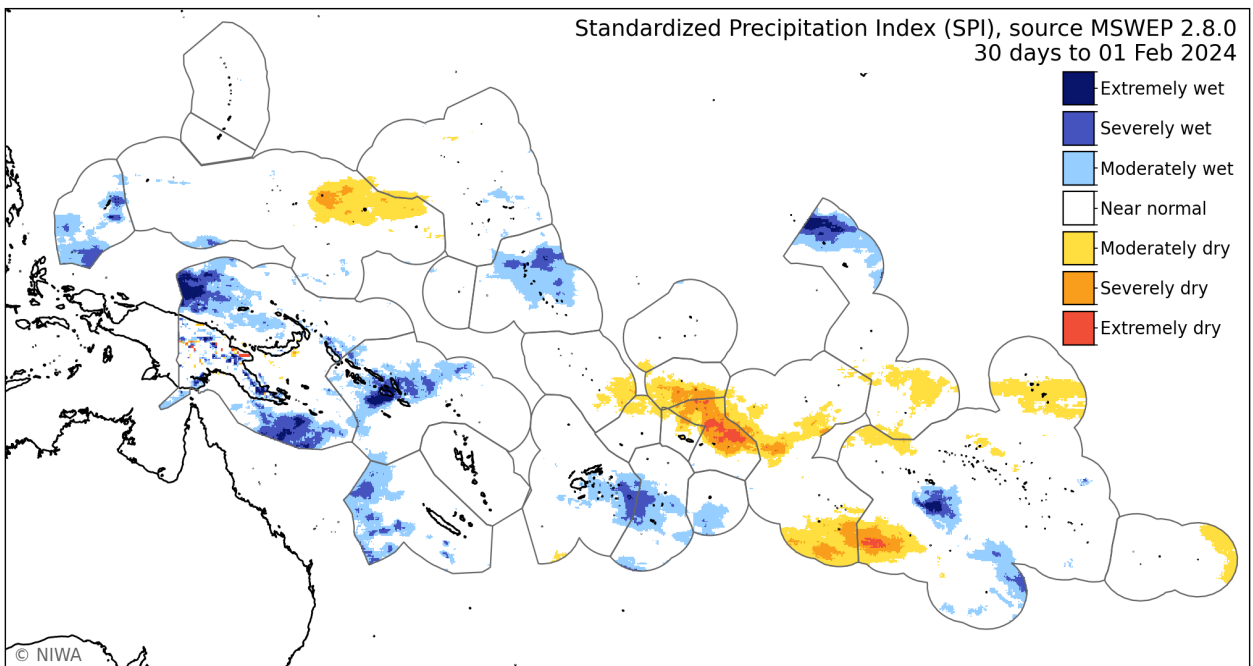 Standardized Precipitation Index (SPI), source MSWEP 2.8.0
30 days to 01 Feb 2024
Extremely wet
Severely wet
Moderately wet
Near normal
Moderately dry
Severely dry
Extremely dry
© NIWA